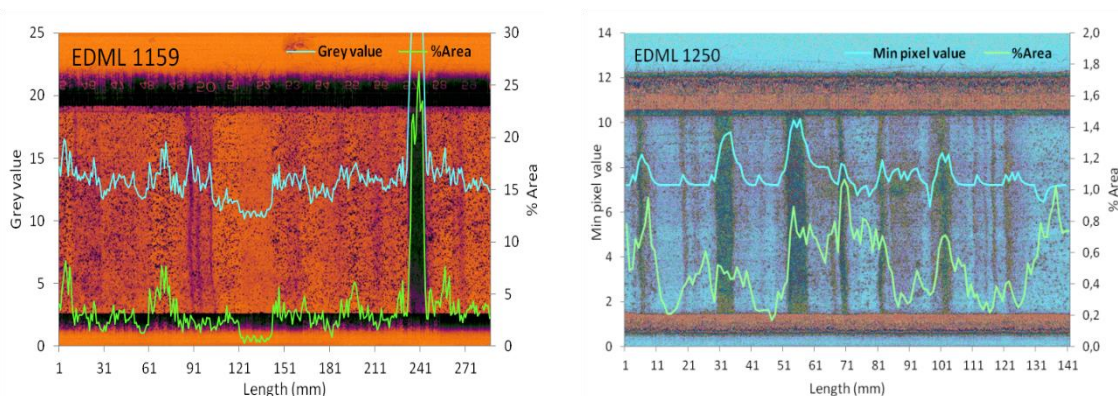 EDML 1159
Grey value %Area
25
20
15
10
5
0
Grey value
30
25
20
15
10
5
0
% Area
50
1 31 61 91 121 151 181 211 241 271
Length (mm)
EDML 1250
Min pixel value %Area
14
12
10
8
6
4
2
0
Min pixel value
2,0
1,8
1,6
1,4
1,2
1,0
0,8
0,6
0,4
0,2
0,0
% Area
1 11 21 31 41 51 61 71 81 91 101 111 121 131 141
Length (mm)